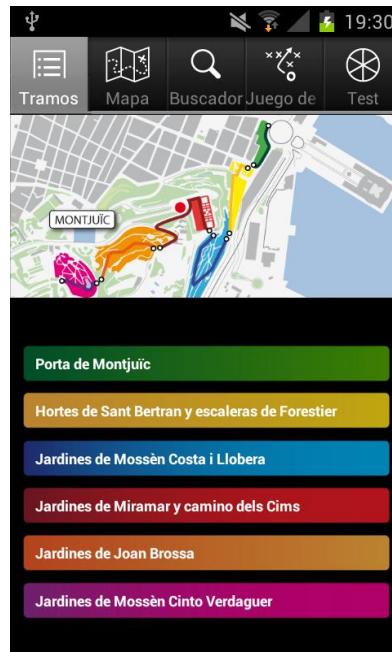 19:30
Tramos
Mapa
Buscador
Juego de
Test
MONTJUÏC
Porta de Montjuïc
Hortes de Sant Bertran y escaleras de Forestier
Jardines de Mossèn Costa i Llobera
Jardines de Miramar y camino dels Cims
Jardines de Joan Brossa
Jardines de Mossèn Cinto Verdaguer